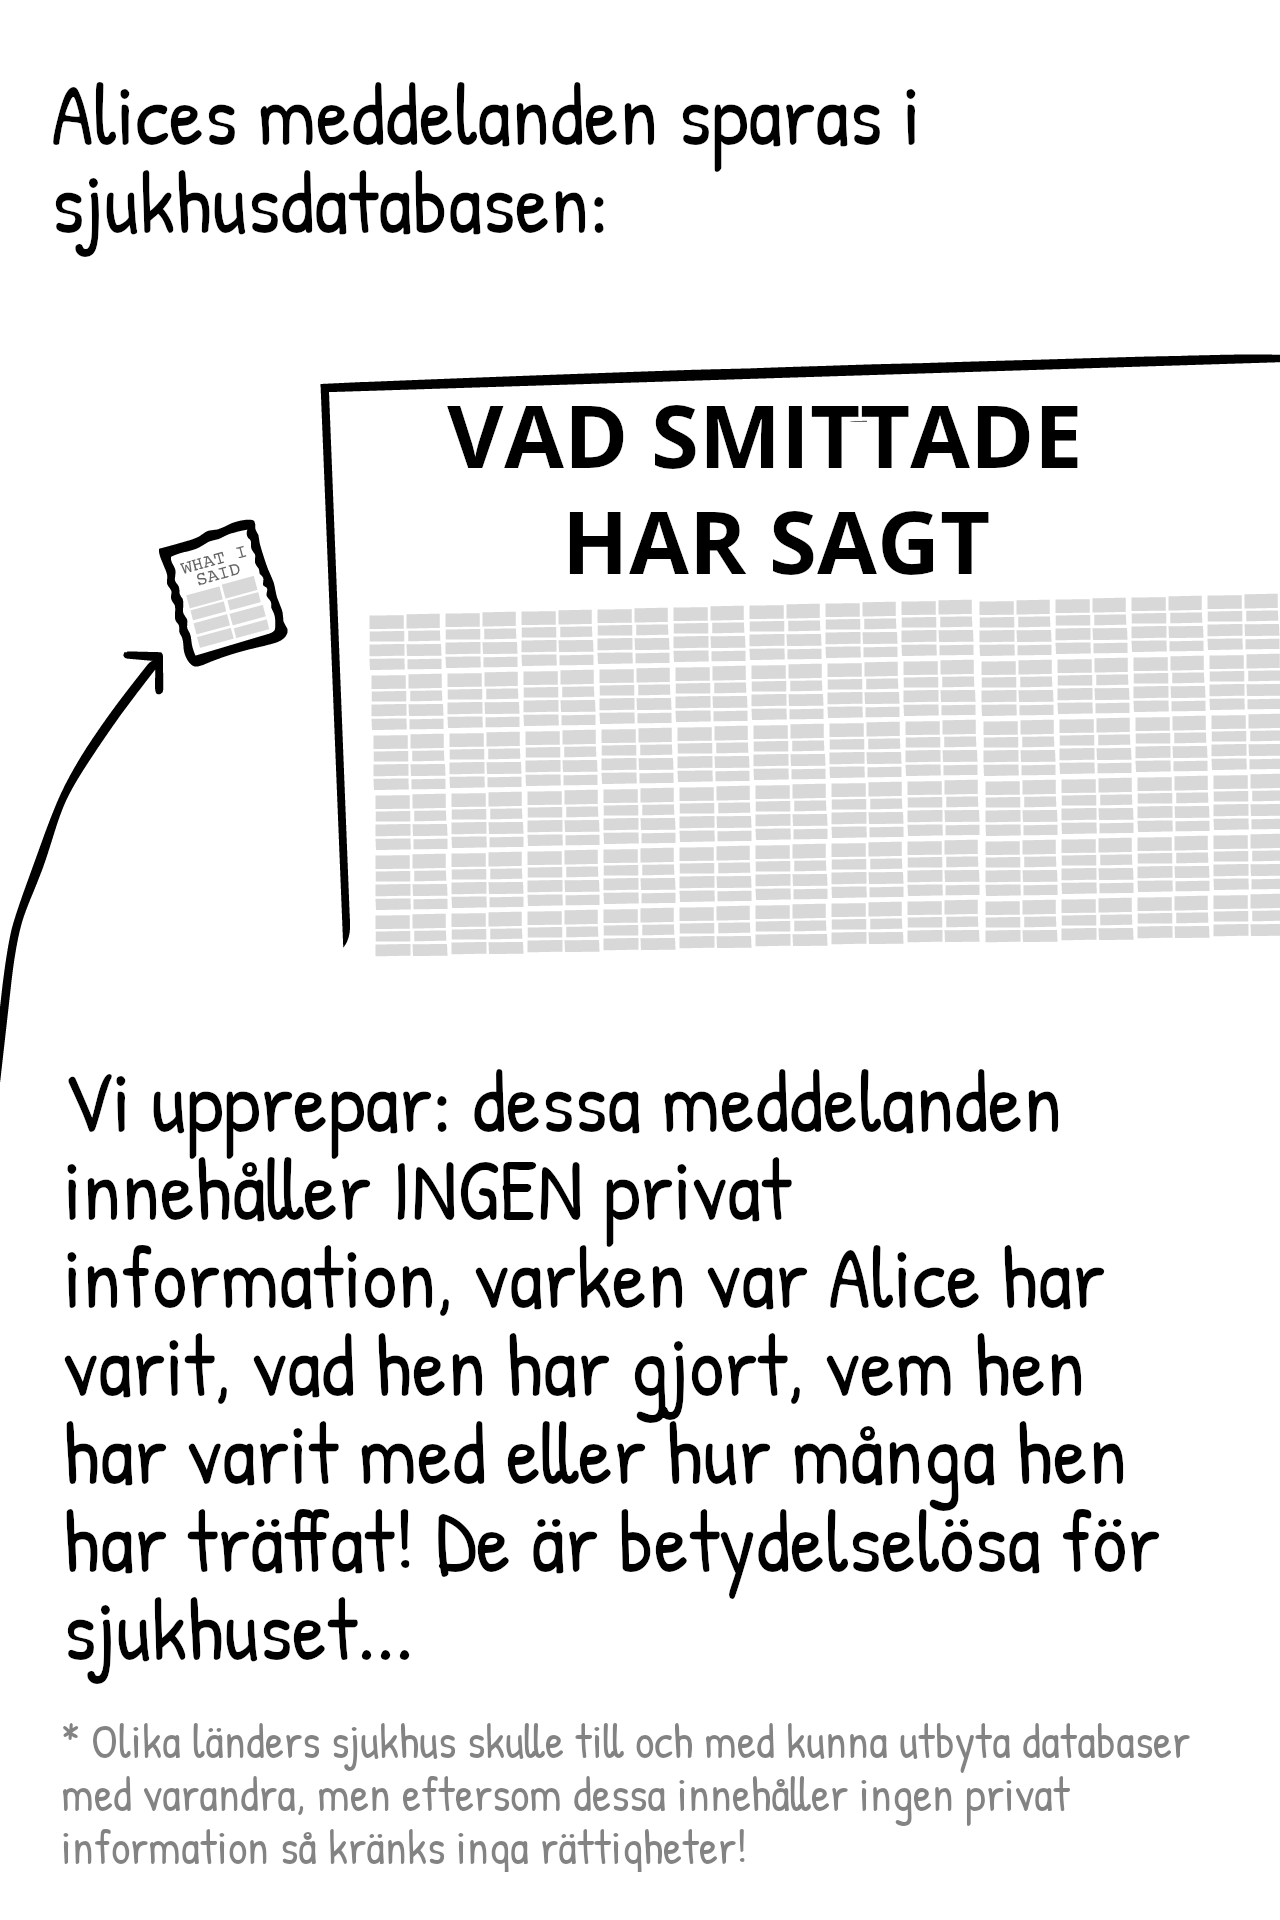 Alices meddelanden sparas i
sjukhusdatabasen:
VAD SMITTADE
HAR SAGT
WHAT I
SAID
Vi upprepar: dessa meddelanden
innehåller INGEN privat
information, varken var Alice har
varit, vad hen har gjort, vem hen
har varit med eller hur många hen
har träffat! De är betydelselösa för
sjukhuset...
* Olika länders sjukhus skulle till och med kunna utbyta databaser
med varandra, men eftersom dessa innehåller ingen privat
information så kränks inga rättigheter!